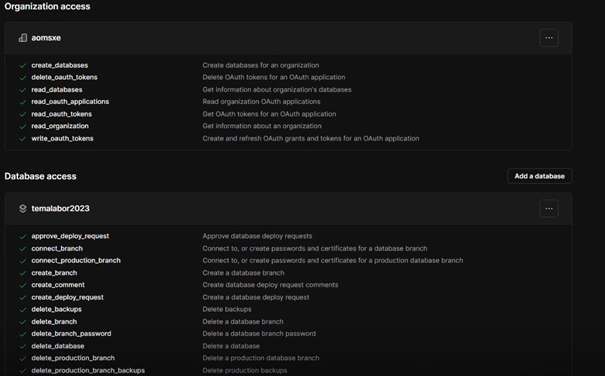 Organization access
aomsxe
create_databases Create databases for an organization
delete_oauth_tokens Delete OAuth tokens for an OAuth application
read_databases Get information about organization's databases
read_oauth_applications Read organization OAuth applications
read_oauth_tokens Get OAuth tokens for an OAuth application
read_organization Get information about an organization
write_oauth_tokens Create and refresh OAuth grants and tokens for an OAuth application
Database access Add a database
temalabor2023
approve_deploy_request Approve database deploy requests
connect_branch Connect to, or create passwords and certificates for a database branch
connect_production_branch Connect to, or create passwords and certificates for a production database branch
create_branch Create a database branch
create_comment Create database deploy request comments
create_deploy_request Create a database deploy request
delete_backups Delete backups
delete_branch Delete a database branch
delete_branch_password Delete a database branch password
delete_database Delete a database
delete_production_branch Delete a production database branch
delete_production_branch_backups Delete production backups